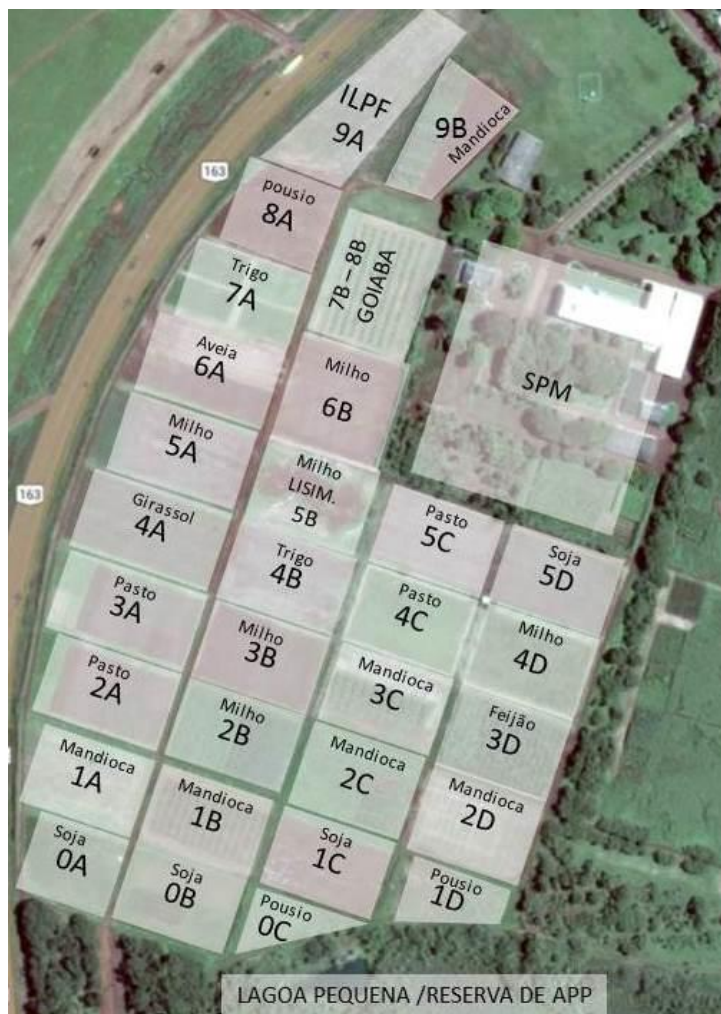 ILPF
9A
9B
Mandioca
163
pousio
8A
7B – 8B
GOIABA
Trigo
7A
Aveia
6A
Milho
6B
SPM
Milho
5A
Milho
LISIM.
5B
163
Girassol
4A
Pasto
5C
Soja
5D
Trigo
4B
Pasto
3A
Pasto
4C
Milho
3B
Milho
4D
Pasto
2A
Mandioca
3C
Milho
2B
Feijão
3D
Mandioca
1A
Mandioca
2C
Mandioca
1B
Mandioca
2D
Soja
0A
Soja
1C
Soja
0B
Pousio
1D
Pousio
0C
LAGOA PEQUENA /RESERVA DE APP